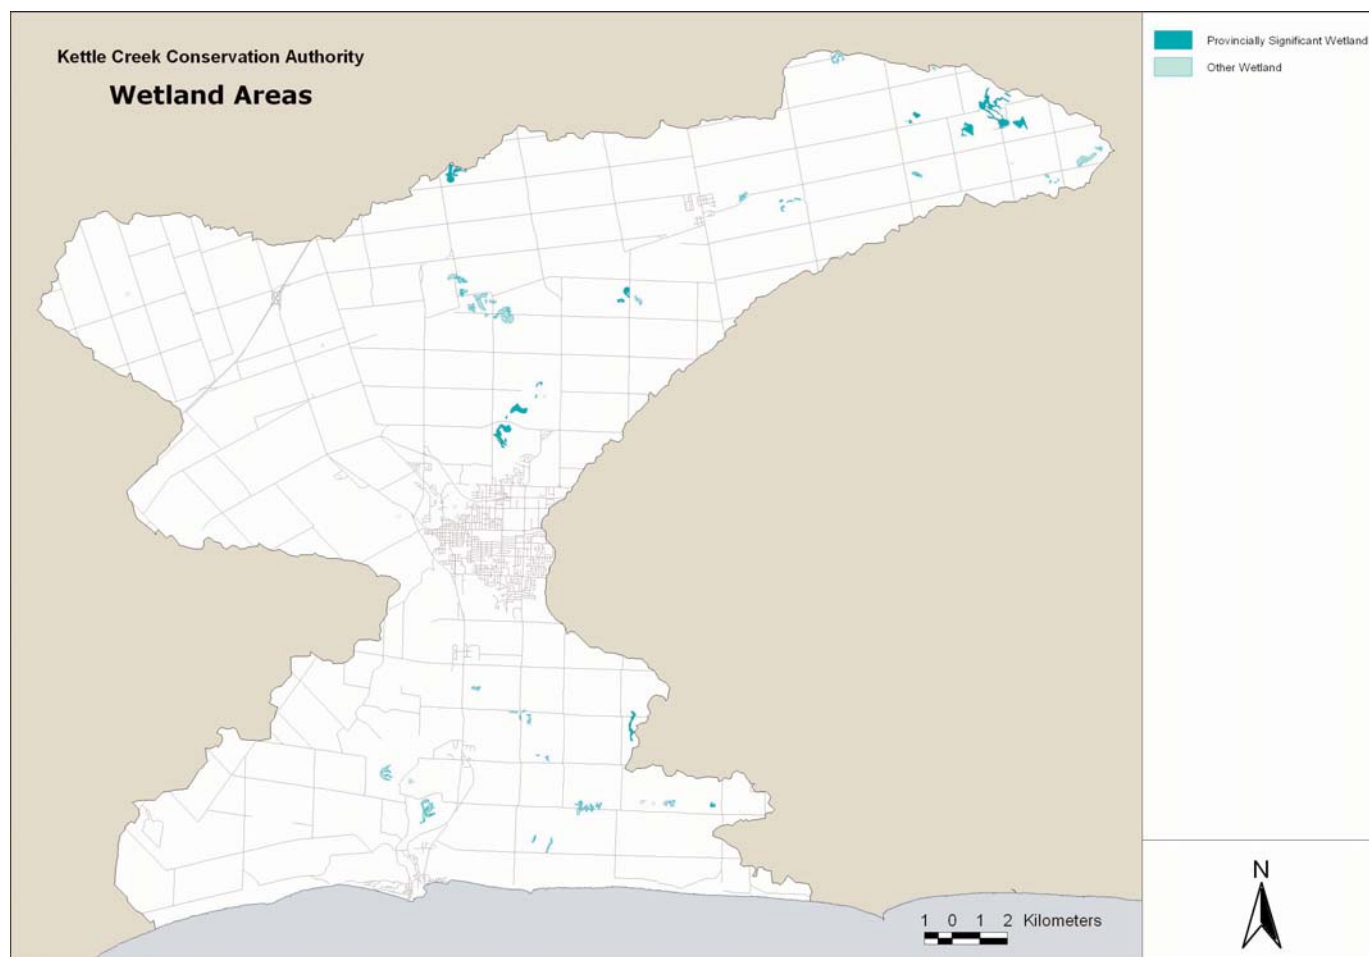 Kettle Creek Conservation Authority
Wetland Areas
Provincially Significant Wetland
Other Wetland
N
1 0 1 2 Kilometers